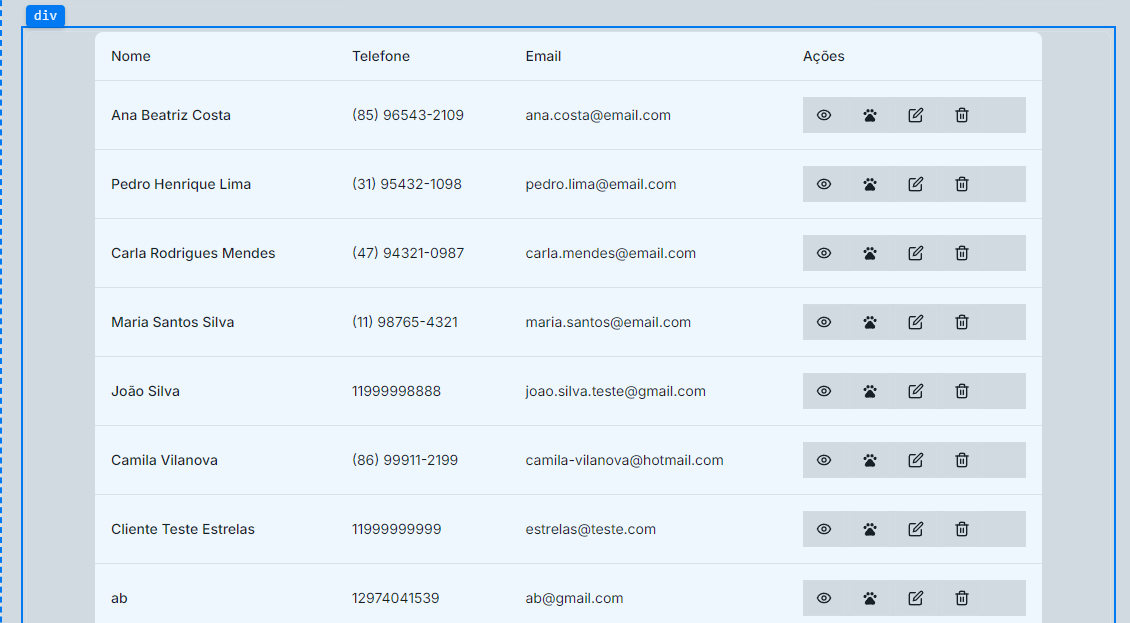 div
Nome Telefone Email Ações
Ana Beatriz Costa (85) 96543-2109 ana.costa@email.com
Pedro Henrique Lima (31) 95432-1098 pedro.lima@email.com
Carla Rodrigues Mendes (47) 94321-0987 carla.mendes@email.com
Maria Santos Silva (11) 98765-4321 maria.santos@email.com
João Silva 11999998888 joao.silva.teste@gmail.com
Camila Vilanova (86) 99911-2199 camila-vilanova@hotmail.com
Cliente Teste Estrelas 11999999999 estrelas@teste.com
ab 12974041539 ab@gmail.com